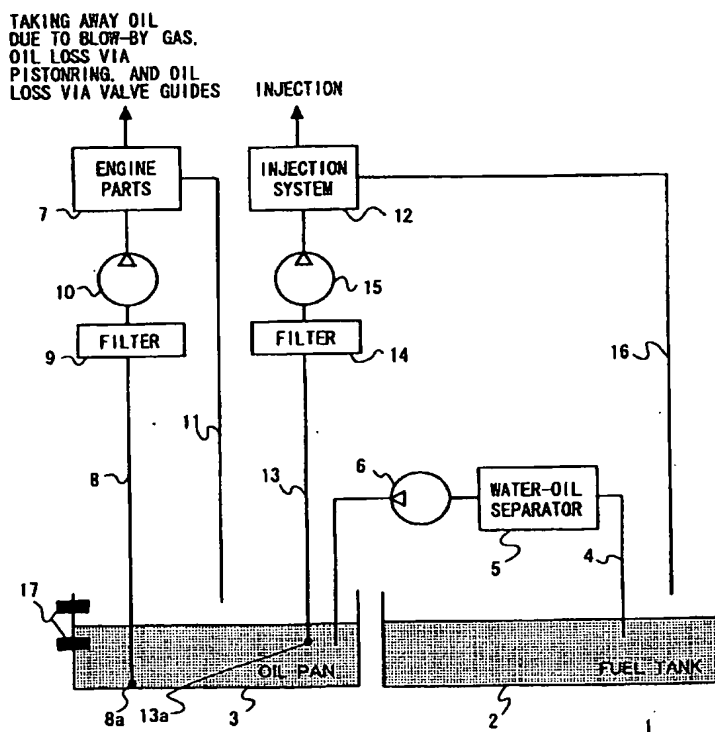 TAKING AWAY OIL
DUE TO BLOW-BY GAS,
OIL LOSS VIA
PISTONRING, AND OIL
LOSS VIA VALVE GUIDES
INJECTION
ENGINE
PARTS
INJECTION
SYSTEM
7
12
10
15
FILTER
FILTER
9
14
16
11
8
13
6
WATER-OIL
SEPARATOR
5
4
17
OIL PAN
FUEL TANK
8a
13a
3
2
1